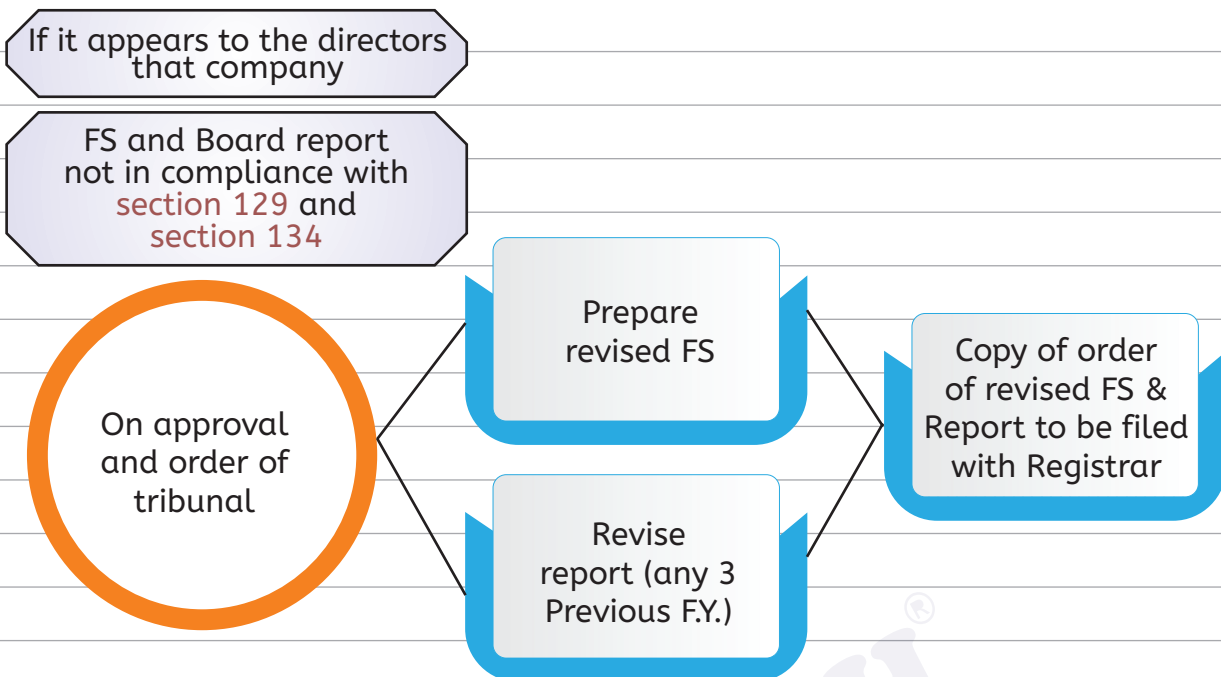 If it appears to the directors
that company
FS and Board report
not in compliance with
section 129 and
section 134
On approval
and order of
tribunal
Prepare
revised FS
Revise
report (any 3
Previous F.Y.)
Copy of order
of revised FS &
Report to be filed
with Registrar
®